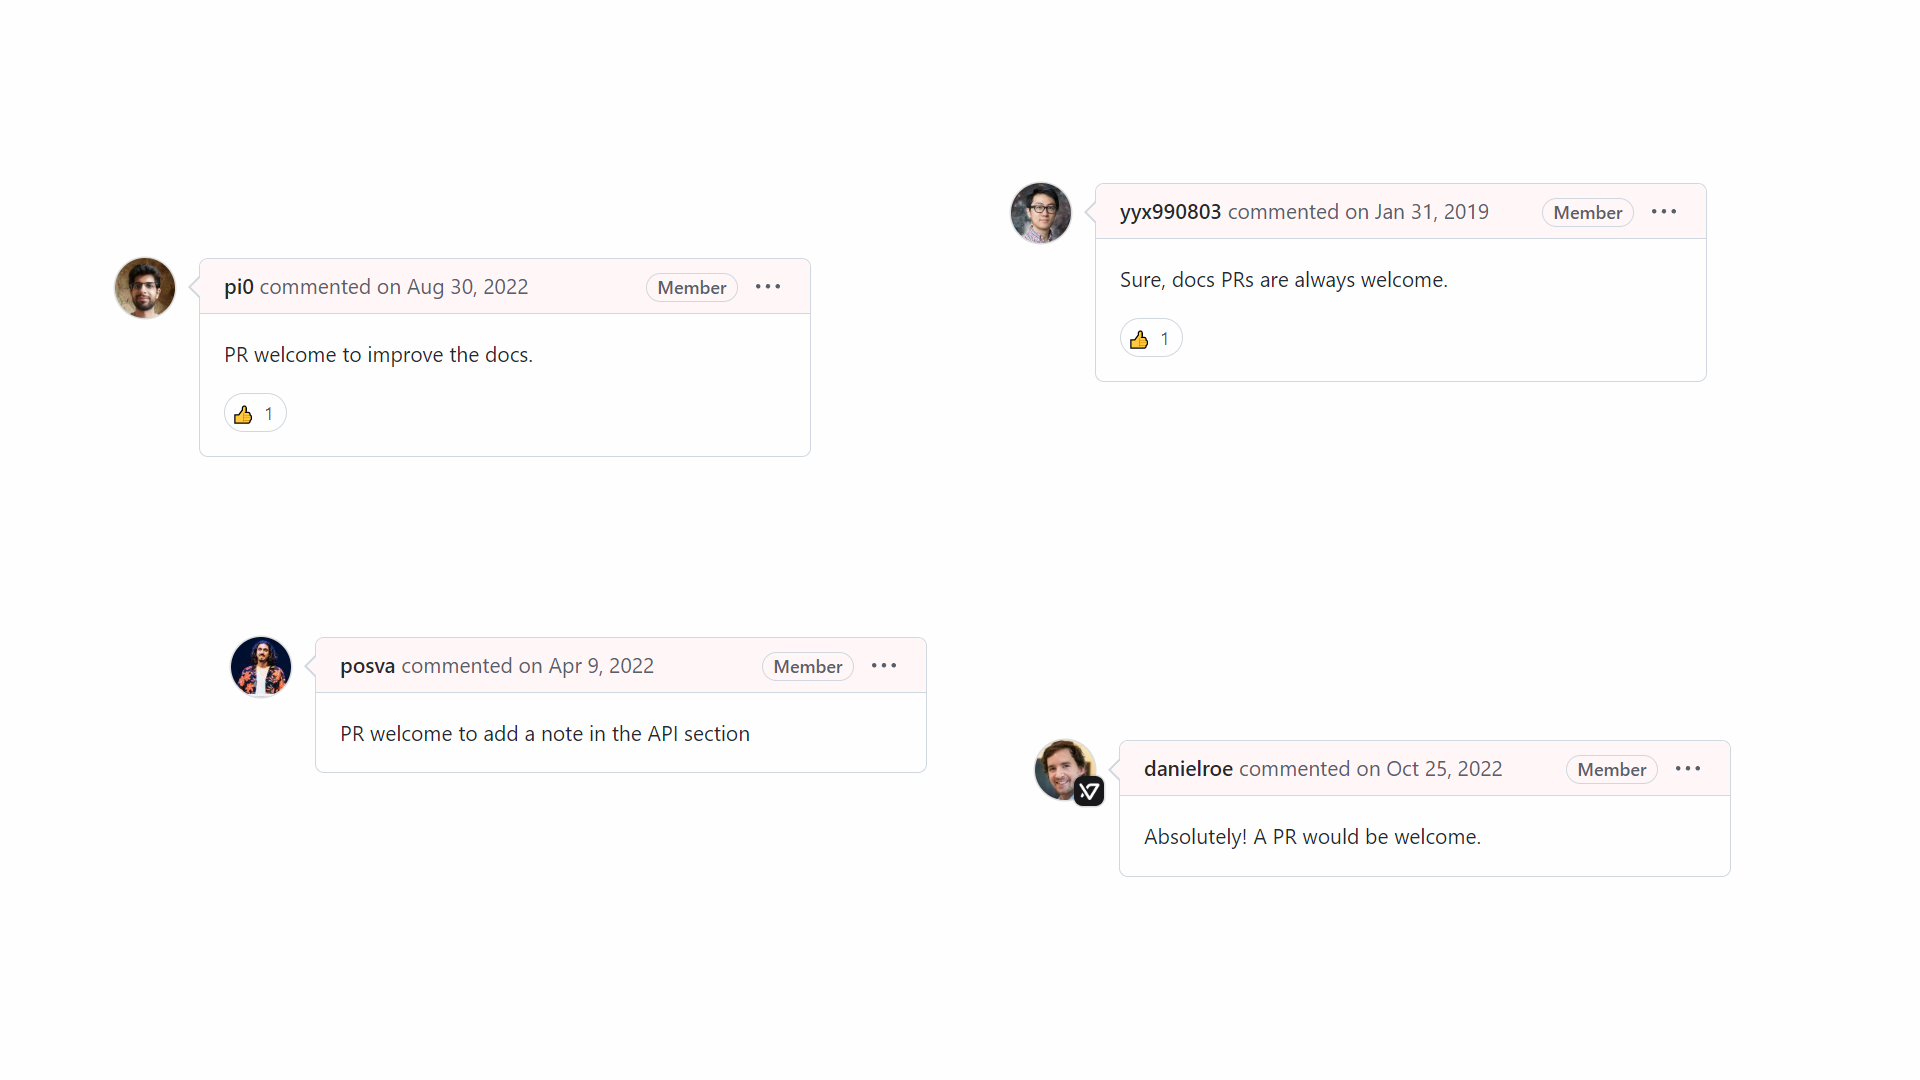 pi0 commented on Aug 30, 2022 Member
PR welcome to improve the docs.
👍 1
yyx990803 commented on Jan 31, 2019 Member
Sure, docs PRs are always welcome.
👍 1
posva commented on Apr 9, 2022 Member
PR welcome to add a note in the API section
danielroe commented on Oct 25, 2022 Member
Absolutely! A PR would be welcome.